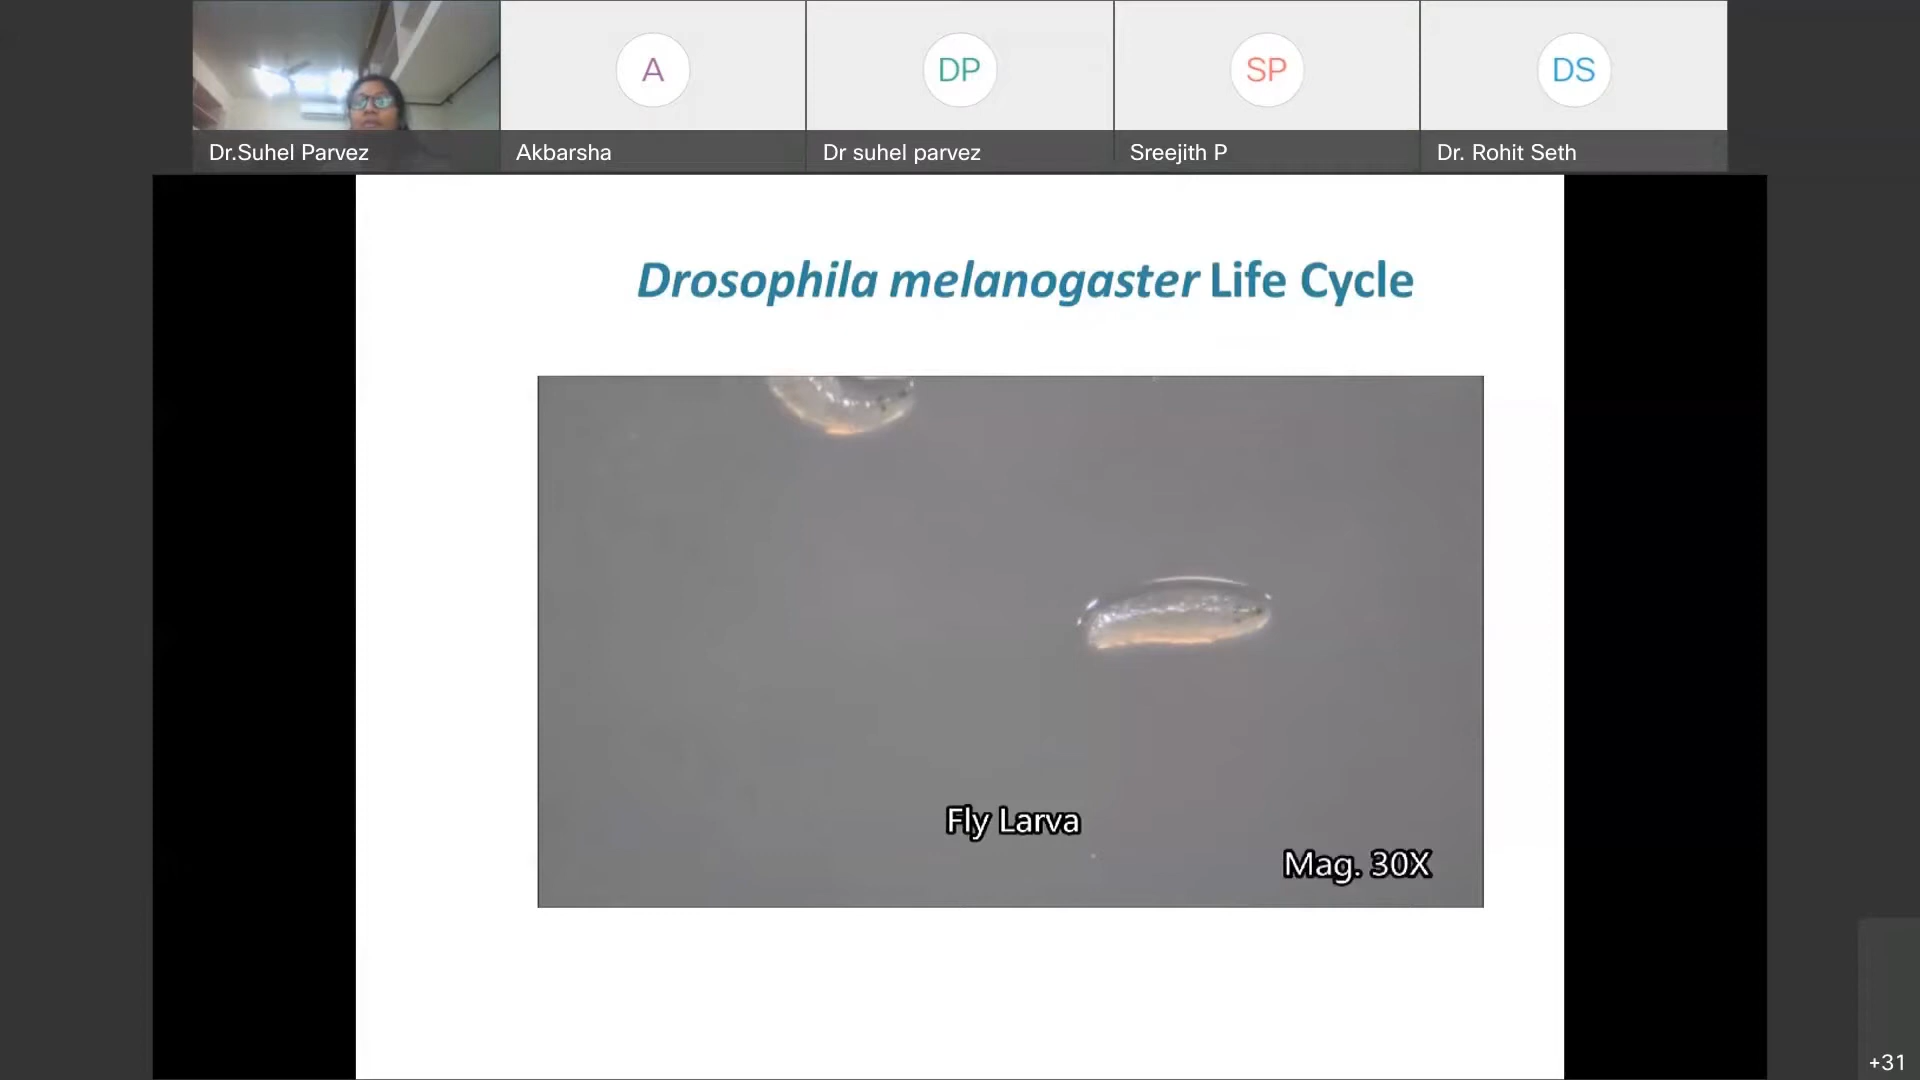 A
DP
SP
DS
Dr.Suhel Parvez
Akbarsha
Dr suhel parvez
Sreejith P
Dr. Rohit Seth
Drosophila melanogaster Life Cycle
Fly Larva
Mag. 30X
+31